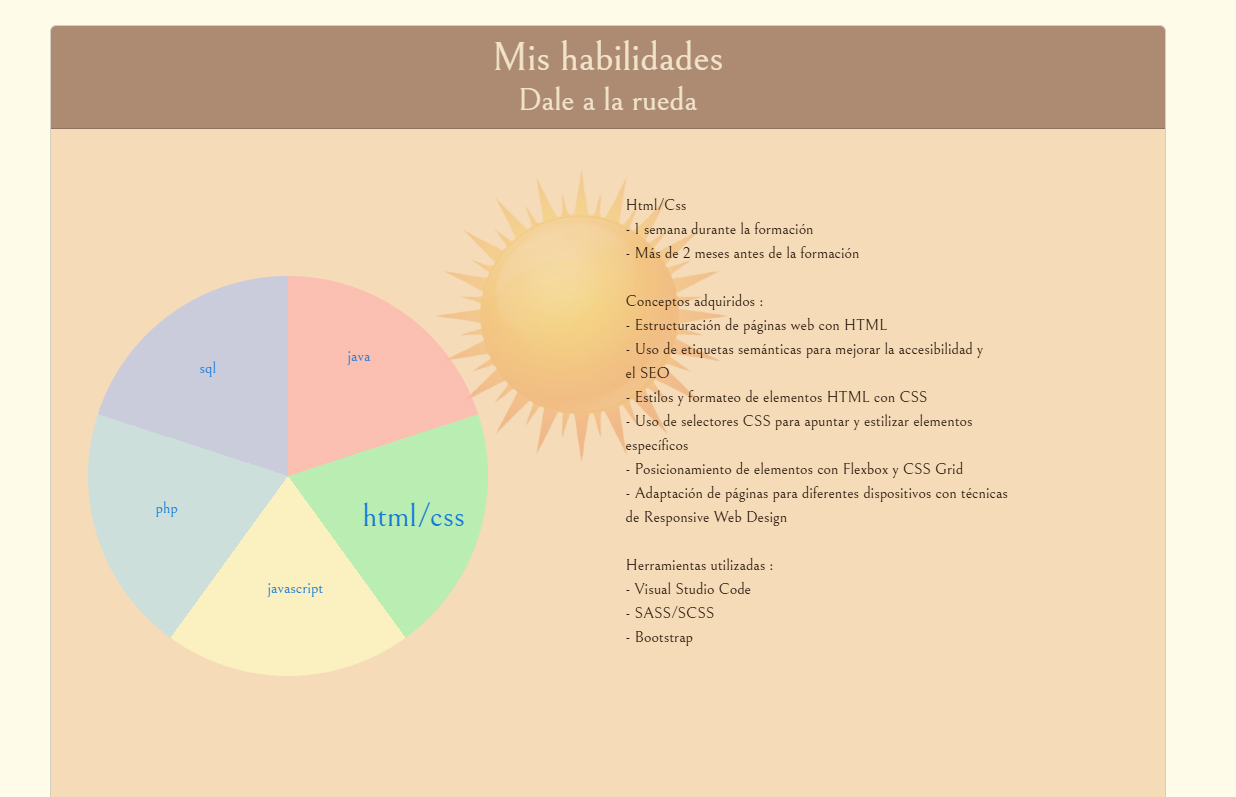 Mis habilidades
Dale a la rueda
sql
java
php
html/css
javascript
Html/Css
- 1 semana durante la formación
- Más de 2 meses antes de la formación
Conceptos adquiridos :
- Estructuración de páginas web con HTML
- Uso de etiquetas semánticas para mejorar la accesibilidad y
el SEO
- Estilos y formateo de elementos HTML con CSS
- Uso de selectores CSS para apuntar y estilizar elementos
específicos
- Posicionamiento de elementos con Flexbox y CSS Grid
- Adaptación de páginas para diferentes dispositivos con técnicas
de Responsive Web Design
Herramientas utilizadas :
- Visual Studio Code
- SASS/SCSS
- Bootstrap